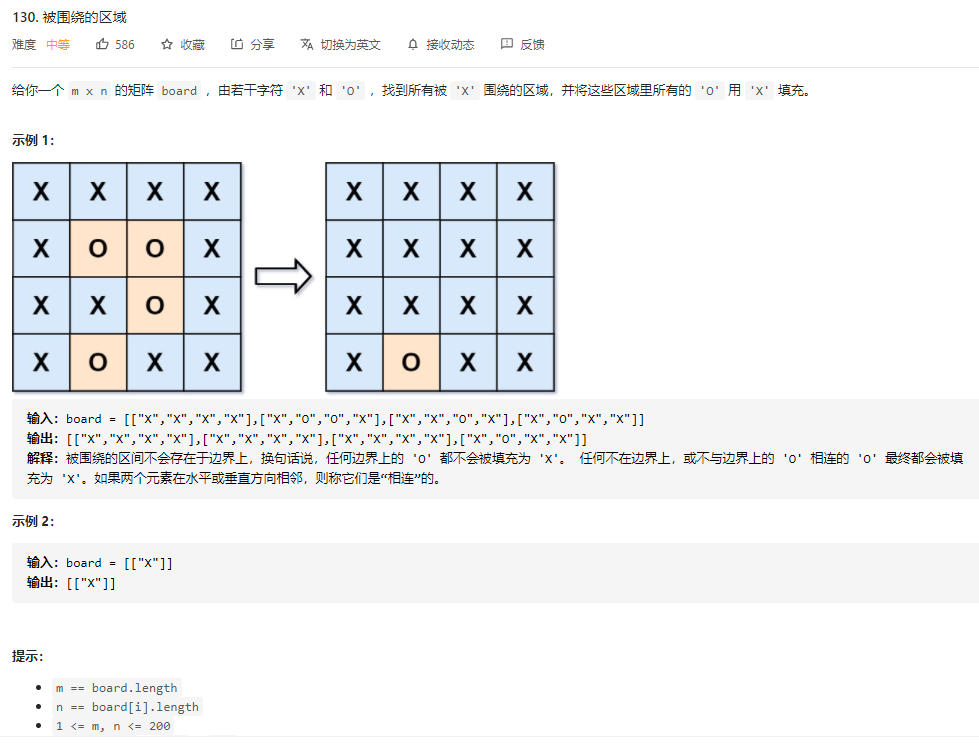 130. 被围绕的区域
难度 中等 586 收藏 分享 切换为英文 接收动态 反馈
给你一个 m x n 的矩阵 board ，由若干字符 'X' 和 'O' ，找到所有被 'X' 围绕的区域，并将这些区域里所有的 'O' 用 'X' 填充。
示例 1：
X X X X X X X X
X O O X X X X X
X X O X X X X X
X O X X X O X X
输入：board = [["X","X","X","X"],["X","O","O","X"],["X","X","O","X"],["X","O","X","X"]]
输出：[["X","X","X","X"],["X","X","X","X"],["X","X","X","X"],["X","O","X","X"]]
解释：被围绕的区间不会存在于边界上，换句话说，任何边界上的 'O' 都不会被填充为 'X'。 任何不在边界上，或不与边界上的 'O' 相连的 'O' 最终都会被填
充为 'X'。如果两个元素在水平或垂直方向相邻，则称它们是“相连”的。
示例 2：
输入：board = [["X"]]
输出：[["X"]]
提示：
m == board.length
n == board[i].length
1 <= m, n <= 200